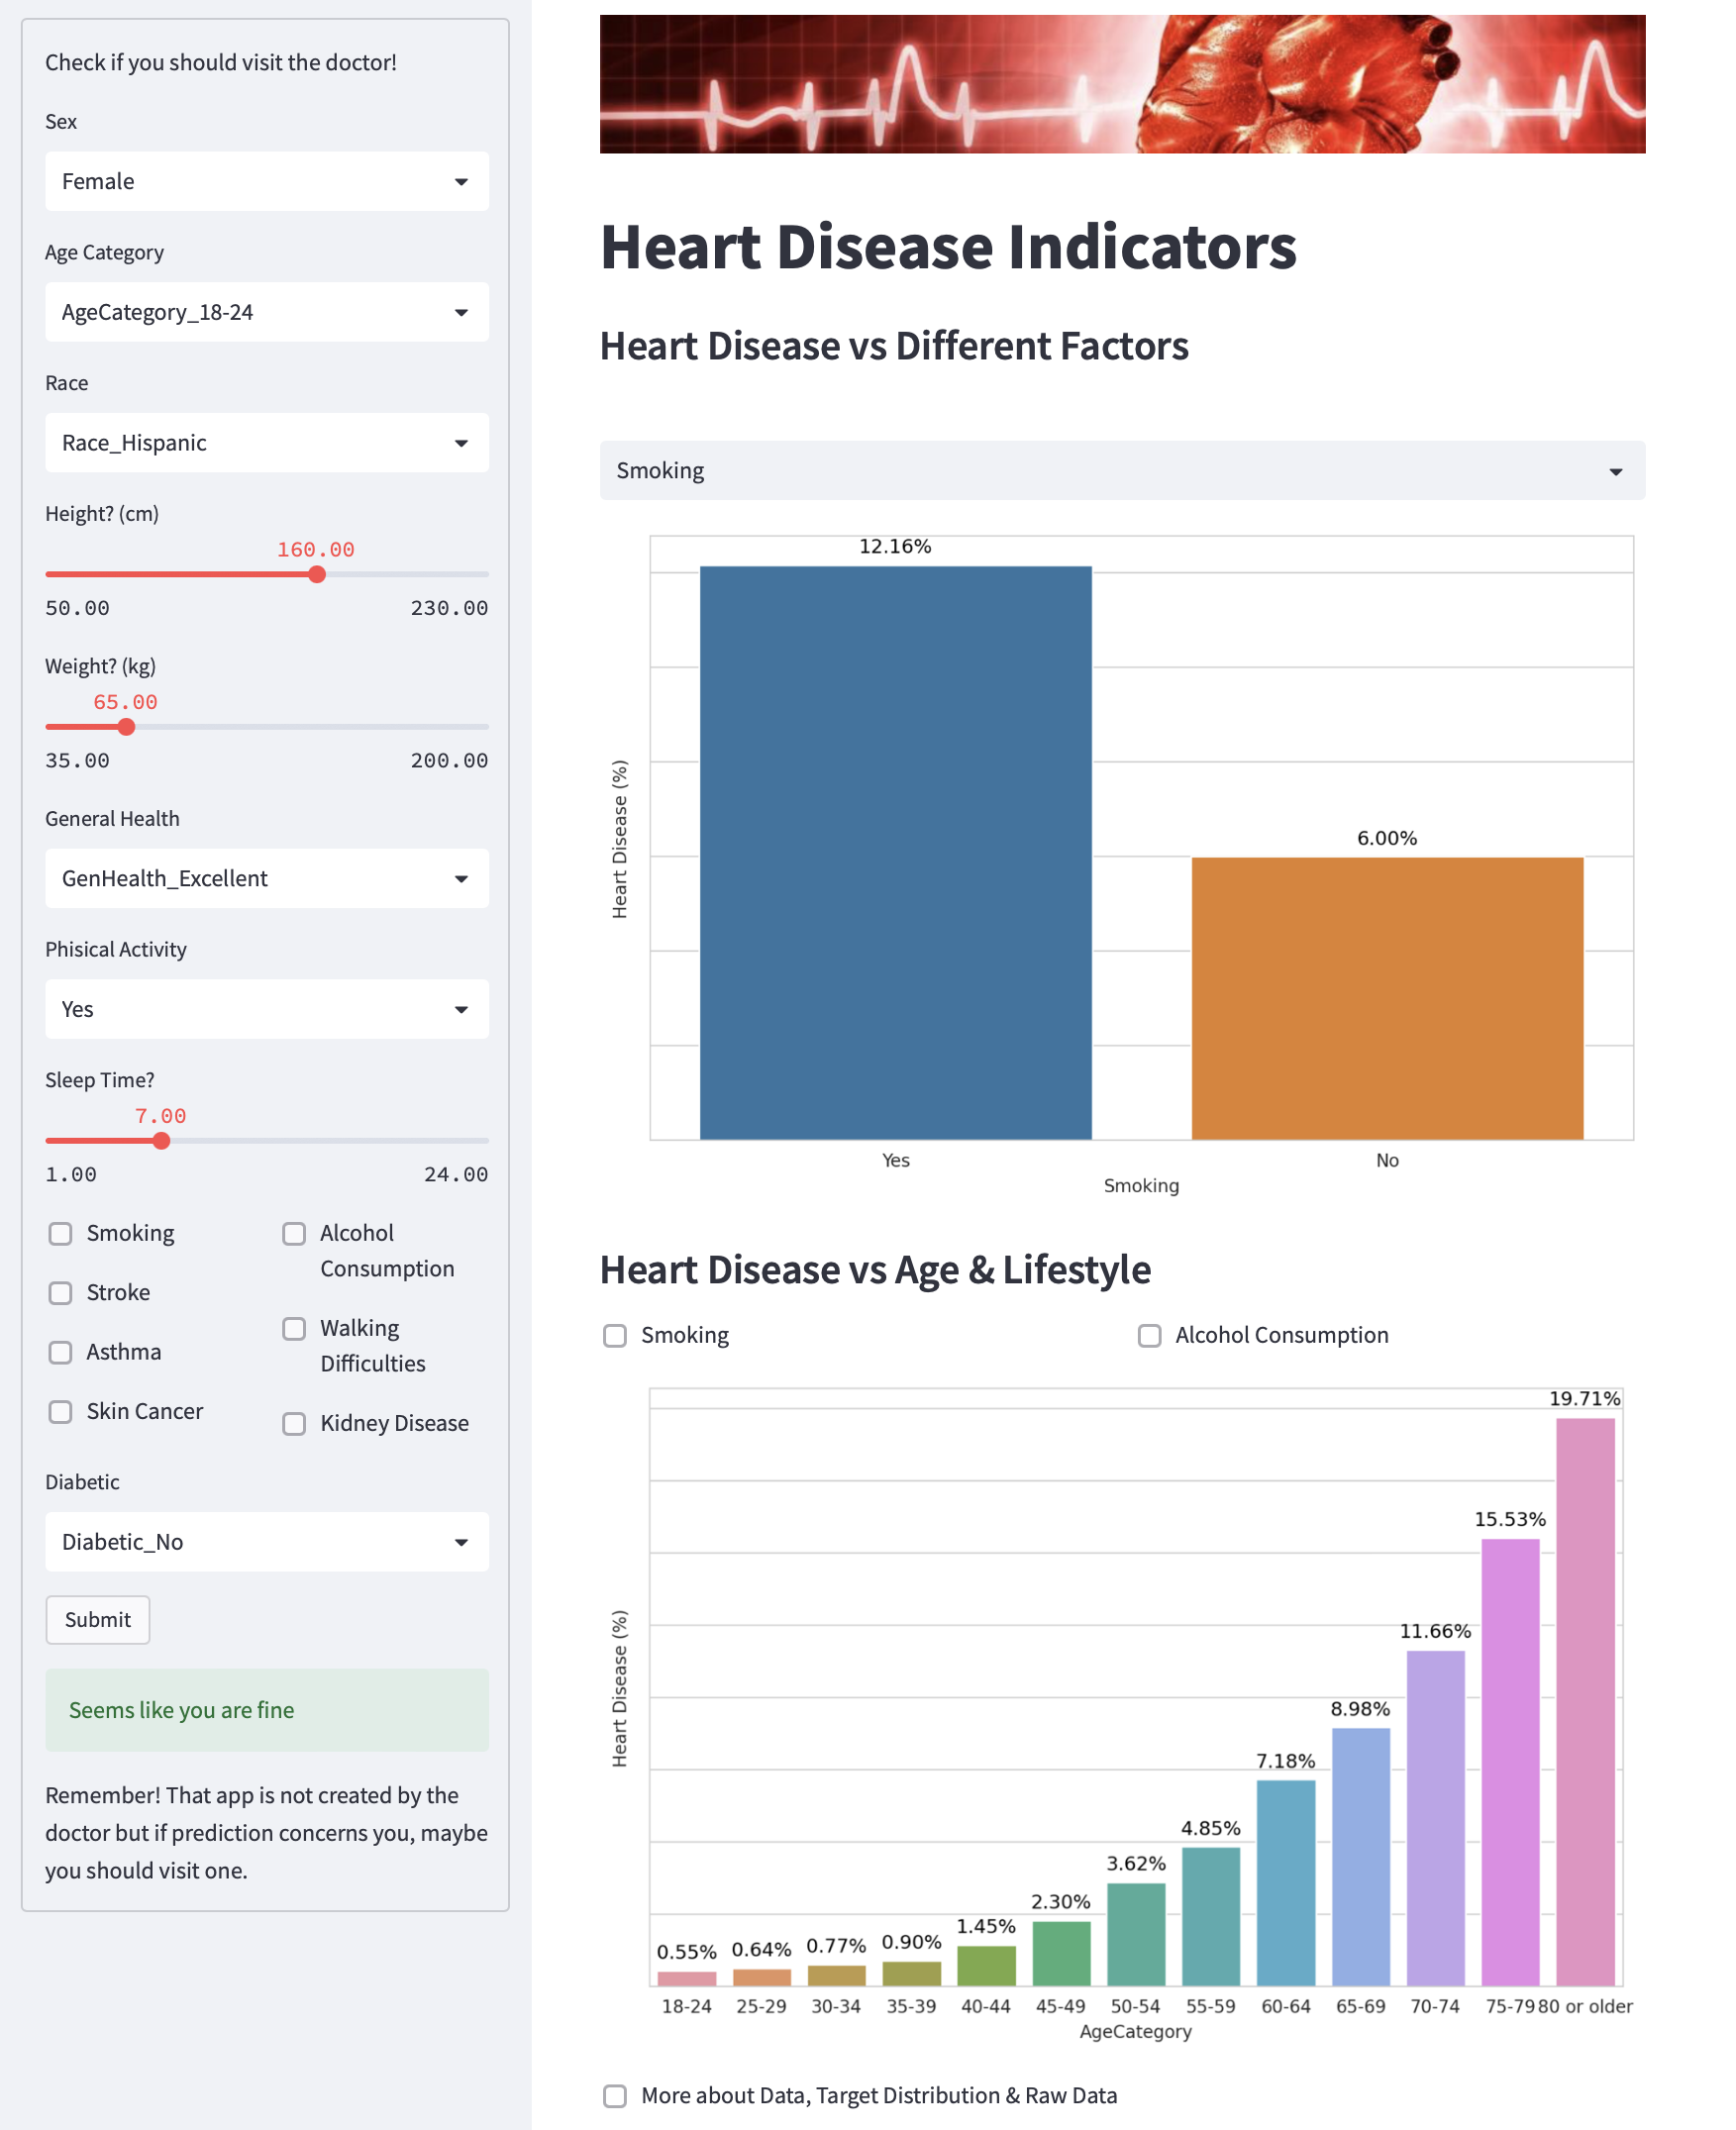 Check if you should visit the doctor!
Sex
Female
Age Category
AgeCategory_18-24
Race
Race_Hispanic
Height? (cm)
160.00
50.00 230.00
Weight? (kg)
65.00
35.00 200.00
General Health
GenHealth_Excellent
Phisical Activity
Yes
Sleep Time?
7.00
1.00 24.00
Smoking
Stroke
Asthma
Skin Cancer
Alcohol
Consumption
Walking
Difficulties
Kidney Disease
Diabetic
Diabetic_No
Submit
Seems like you are fine
Remember! That app is not created by the
doctor but if prediction concerns you, maybe
you should visit one.
Heart Disease Indicators
Heart Disease vs Different Factors
Smoking
12.16%
6.00%
Heart Disease (%)
Yes No
Smoking
Heart Disease vs Age & Lifestyle
Smoking Alcohol Consumption
0.55% 0.64% 0.77% 0.90% 1.45% 2.30% 3.62% 4.85% 7.18% 8.98% 11.66% 15.53% 19.71%
Heart Disease (%)
18-24 25-29 30-34 35-39 40-44 45-49 50-54 55-59 60-64 65-69 70-74 75-79 80 or older
AgeCategory
More about Data, Target Distribution & Raw Data